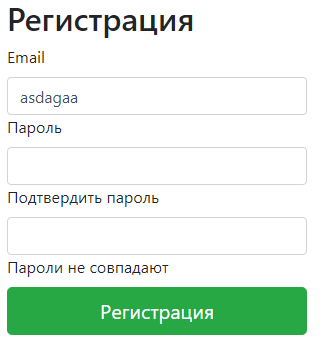 Регистрация
Email
asdagaa
Пароль
Подтвердить пароль
Пароли не совпадают
Регистрация